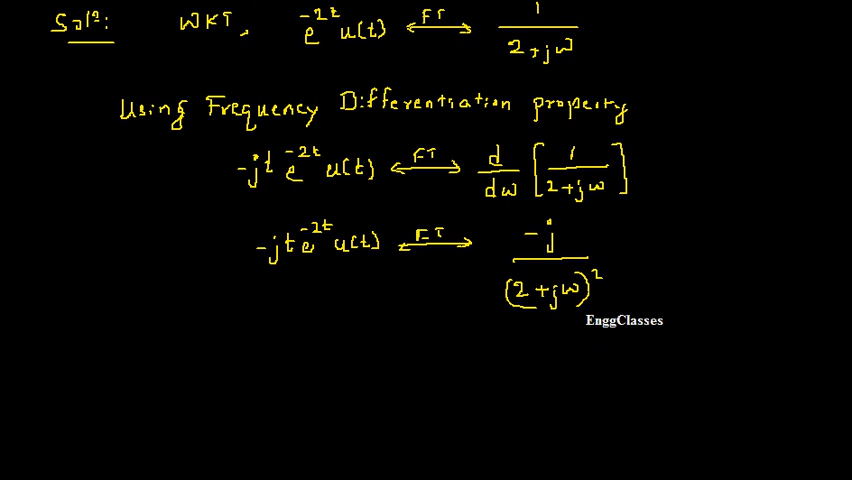 Solⁿ: WKT, e^{-2t} u(t) ⟷^{FT} 1/(2+jω)
Using Frequency Differentiation property
-jt e^{-2t} u(t) ⟷^{FT} d/dω [1/(2+jω)]
-jt e^{-2t} u(t) ⟷^{FT} -j/(2+jω)²
EnggClasses